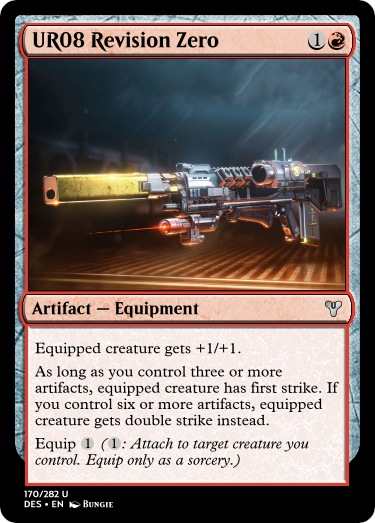 UR08 Revision Zero 1
Artifact — Equipment
Equipped creature gets +1/+1.
As long as you control three or more
artifacts, equipped creature has first strike. If
you control six or more artifacts, equipped
creature gets double strike instead.
Equip 1 (1: Attach to target creature you
control. Equip only as a sorcery.)
170/282 U
DES • EN Bungie